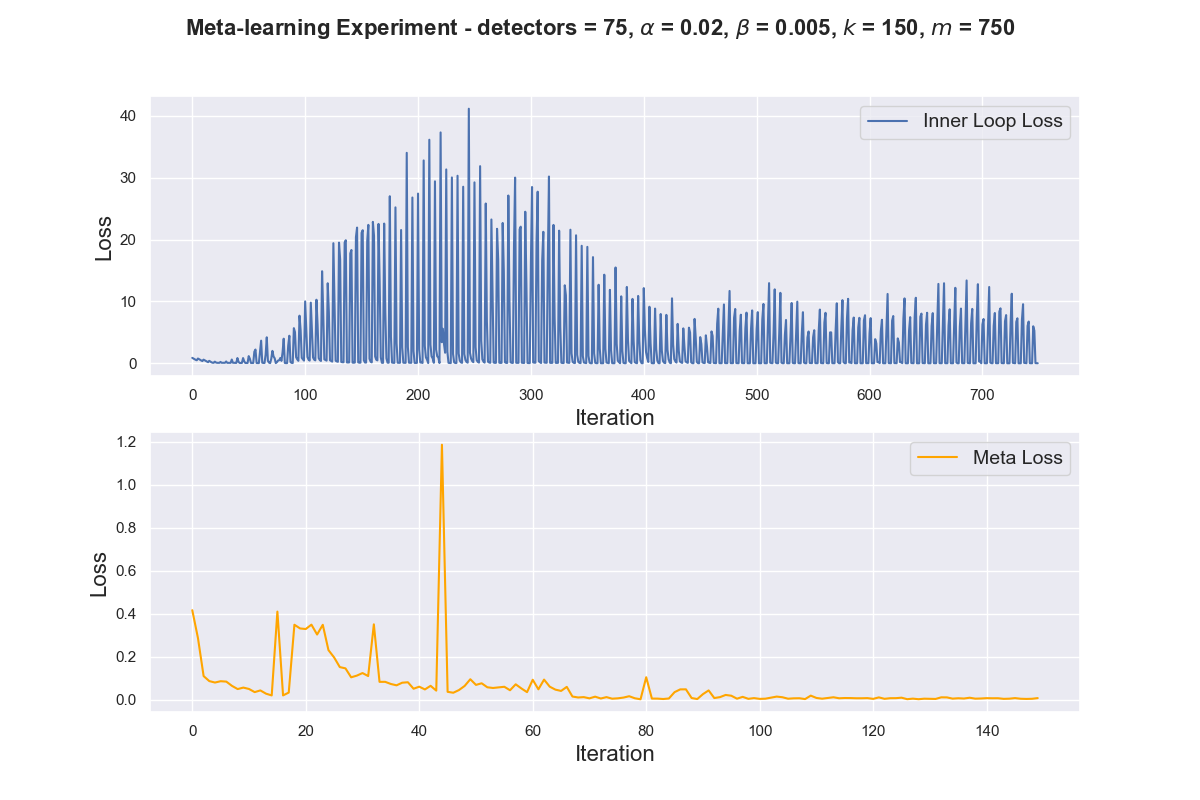 Meta-learning Experiment - detectors = 75, α = 0.02, β = 0.005, k = 150, m = 750
40
30
20
10
0
Loss
Inner Loop Loss
0 100 200 300 400 500 600 700
Iteration
1.2
1.0
0.8
0.6
0.4
0.2
0.0
Loss
Meta Loss
0 20 40 60 80 100 120 140
Iteration